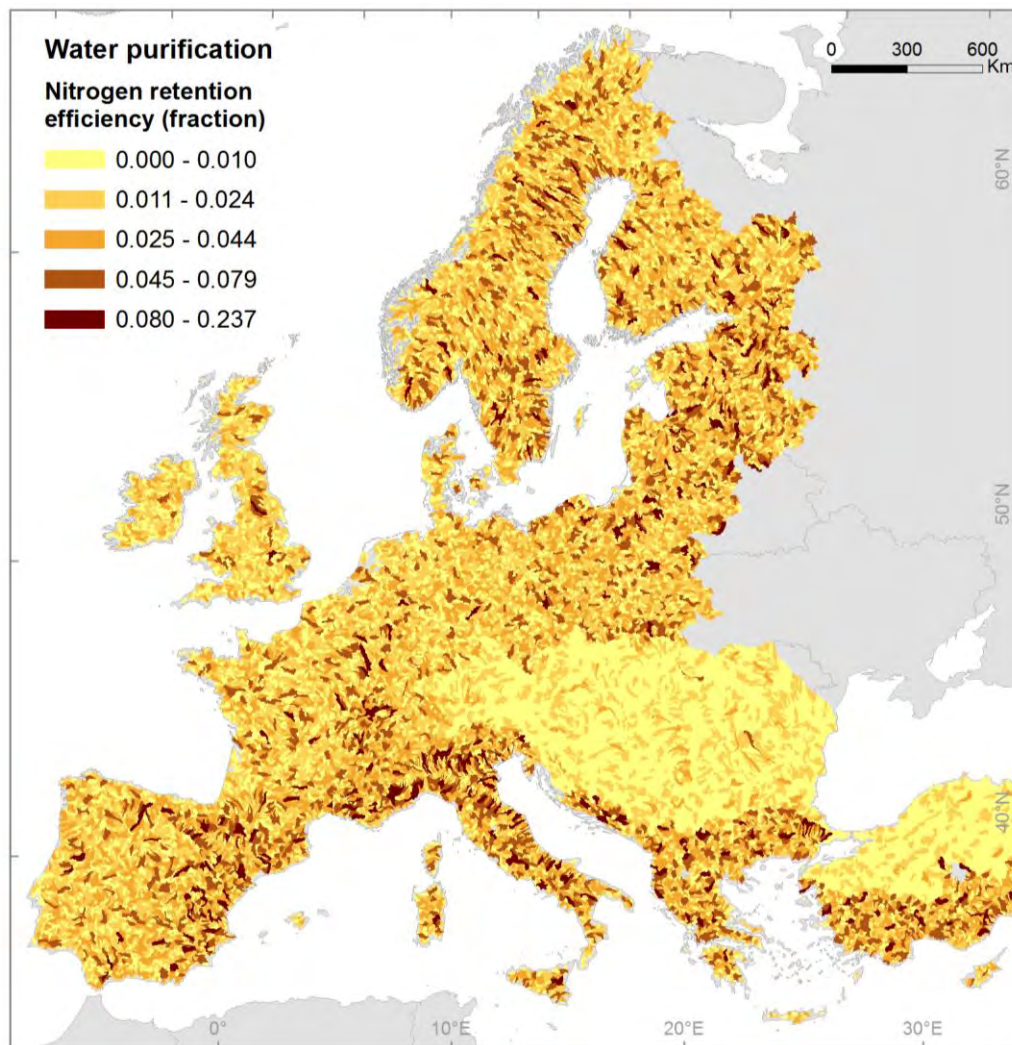 Water purification
Nitrogen retention
efficiency (fraction)
0.000 - 0.010
0.011 - 0.024
0.025 - 0.044
0.045 - 0.079
0.080 - 0.237
0 300 600
Km
60°N
50°N
40°N
0° 10°E 20°E 30°E